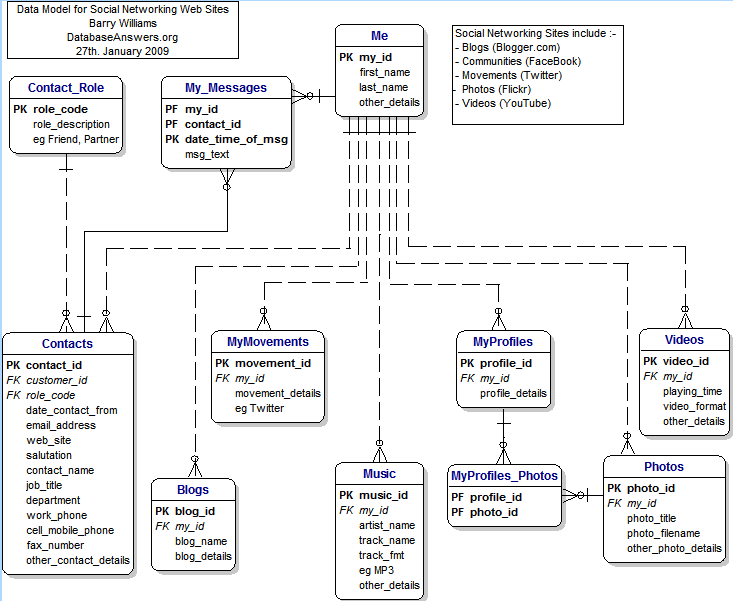 Data Model for Social Networking Web Sites
Barry Williams
DatabaseAnswers.org
27th. January 2009
Me
PK my_id
first_name
last_name
other_details
Social Networking Sites include :-
- Blogs (Blogger.com)
- Communities (FaceBook)
- Movements (Twitter)
- Photos (Flickr)
- Videos (YouTube)
Contact_Role
PK role_code
role_description
eg Friend, Partner
My_Messages
PF my_id
PF contact_id
PK date_time_of_msg
msg_text
Contacts
PK contact_id
FK customer_id
FK role_code
date_contact_from
email_address
web_site
salutation
contact_name
job_title
department
work_phone
cell_mobile_phone
fax_number
other_contact_details
MyMovements
PK movement_id
FK my_id
movement_details
eg Twitter
MyProfiles
PK profile_id
FK my_id
profile_details
Videos
PK video_id
FK my_id
playing_time
video_format
other_details
Blogs
PK blog_id
FK my_id
blog_name
blog_details
Music
PK music_id
FK my_id
artist_name
track_name
track_fmt
eg MP3
other_details
MyProfiles_Photos
PF profile_id
PF photo_id
Photos
PK photo_id
FK my_id
photo_title
photo_filename
other_photo_details